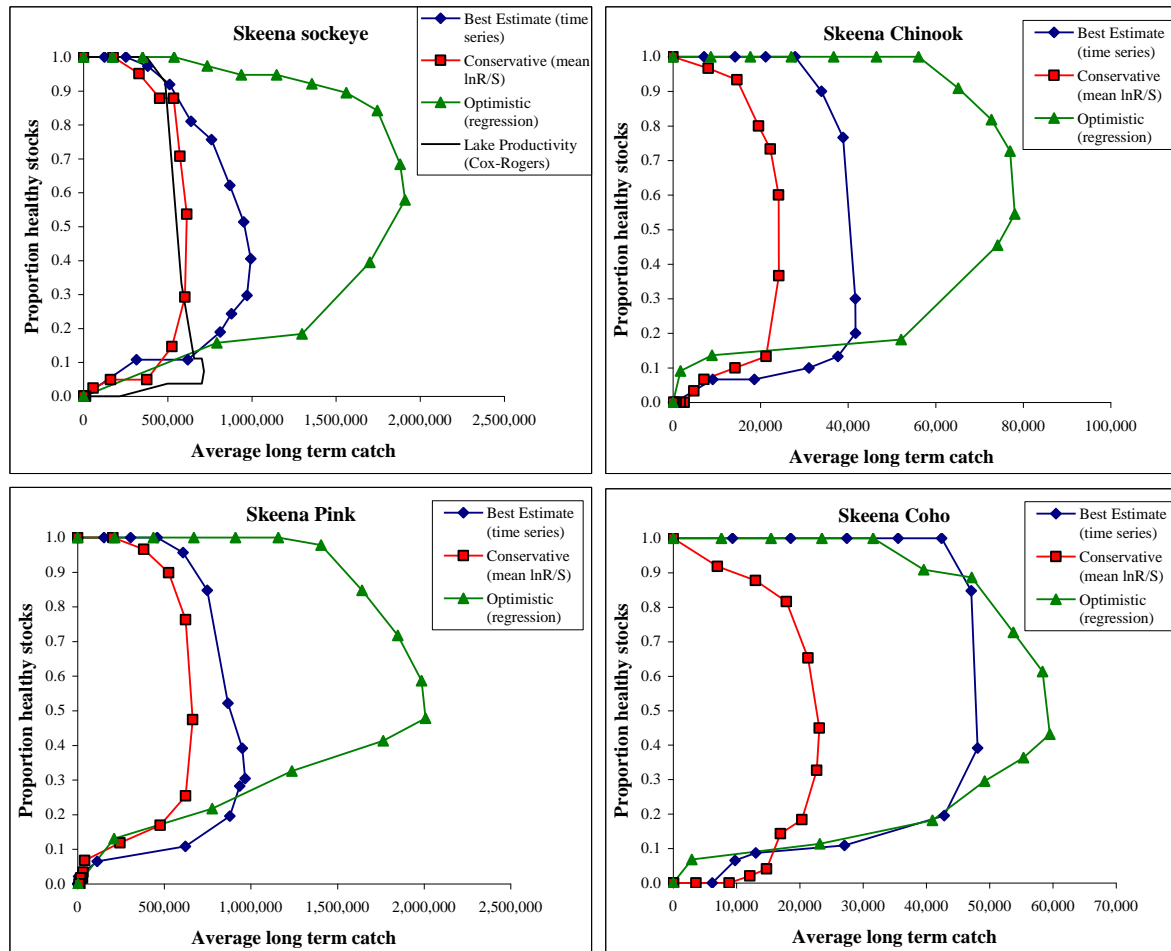 Skeena sockeye
Best Estimate (time
series)
Conservative (mean
lnR/S)
Optimistic
(regression)
Lake Productivity
(Cox-Rogers)
Proportion healthy stocks
1.0
0.9
0.8
0.7
0.6
0.5
0.4
0.3
0.2
0.1
0.0
0 500,000 1,000,000 1,500,000 2,000,000 2,500,000
Average long term catch
Skeena Chinook
Best Estimate
(time series)
Conservative
(mean lnR/S)
Optimistic
(regression)
Proportion healthy stocks
1.0
0.9
0.8
0.7
0.6
0.5
0.4
0.3
0.2
0.1
0.0
0 20,000 40,000 60,000 80,000 100,000
Average long term catch
Skeena Pink
Best Estimate
(time series)
Conservative
(mean lnR/S)
Optimistic
(regression)
Proportion healthy stocks
1.0
0.9
0.8
0.7
0.6
0.5
0.4
0.3
0.2
0.1
0.0
0 500,000 1,000,000 1,500,000 2,000,000 2,500,000
Average long term catch
Skeena Coho
Best Estimate
(time series)
Conservative
(mean lnR/S)
Optimistic
(regression)
Proportion healthy stocks
1.0
0.9
0.8
0.7
0.6
0.5
0.4
0.3
0.2
0.1
0.0
0 10,000 20,000 30,000 40,000 50,000 60,000 70,000
Average long term catch